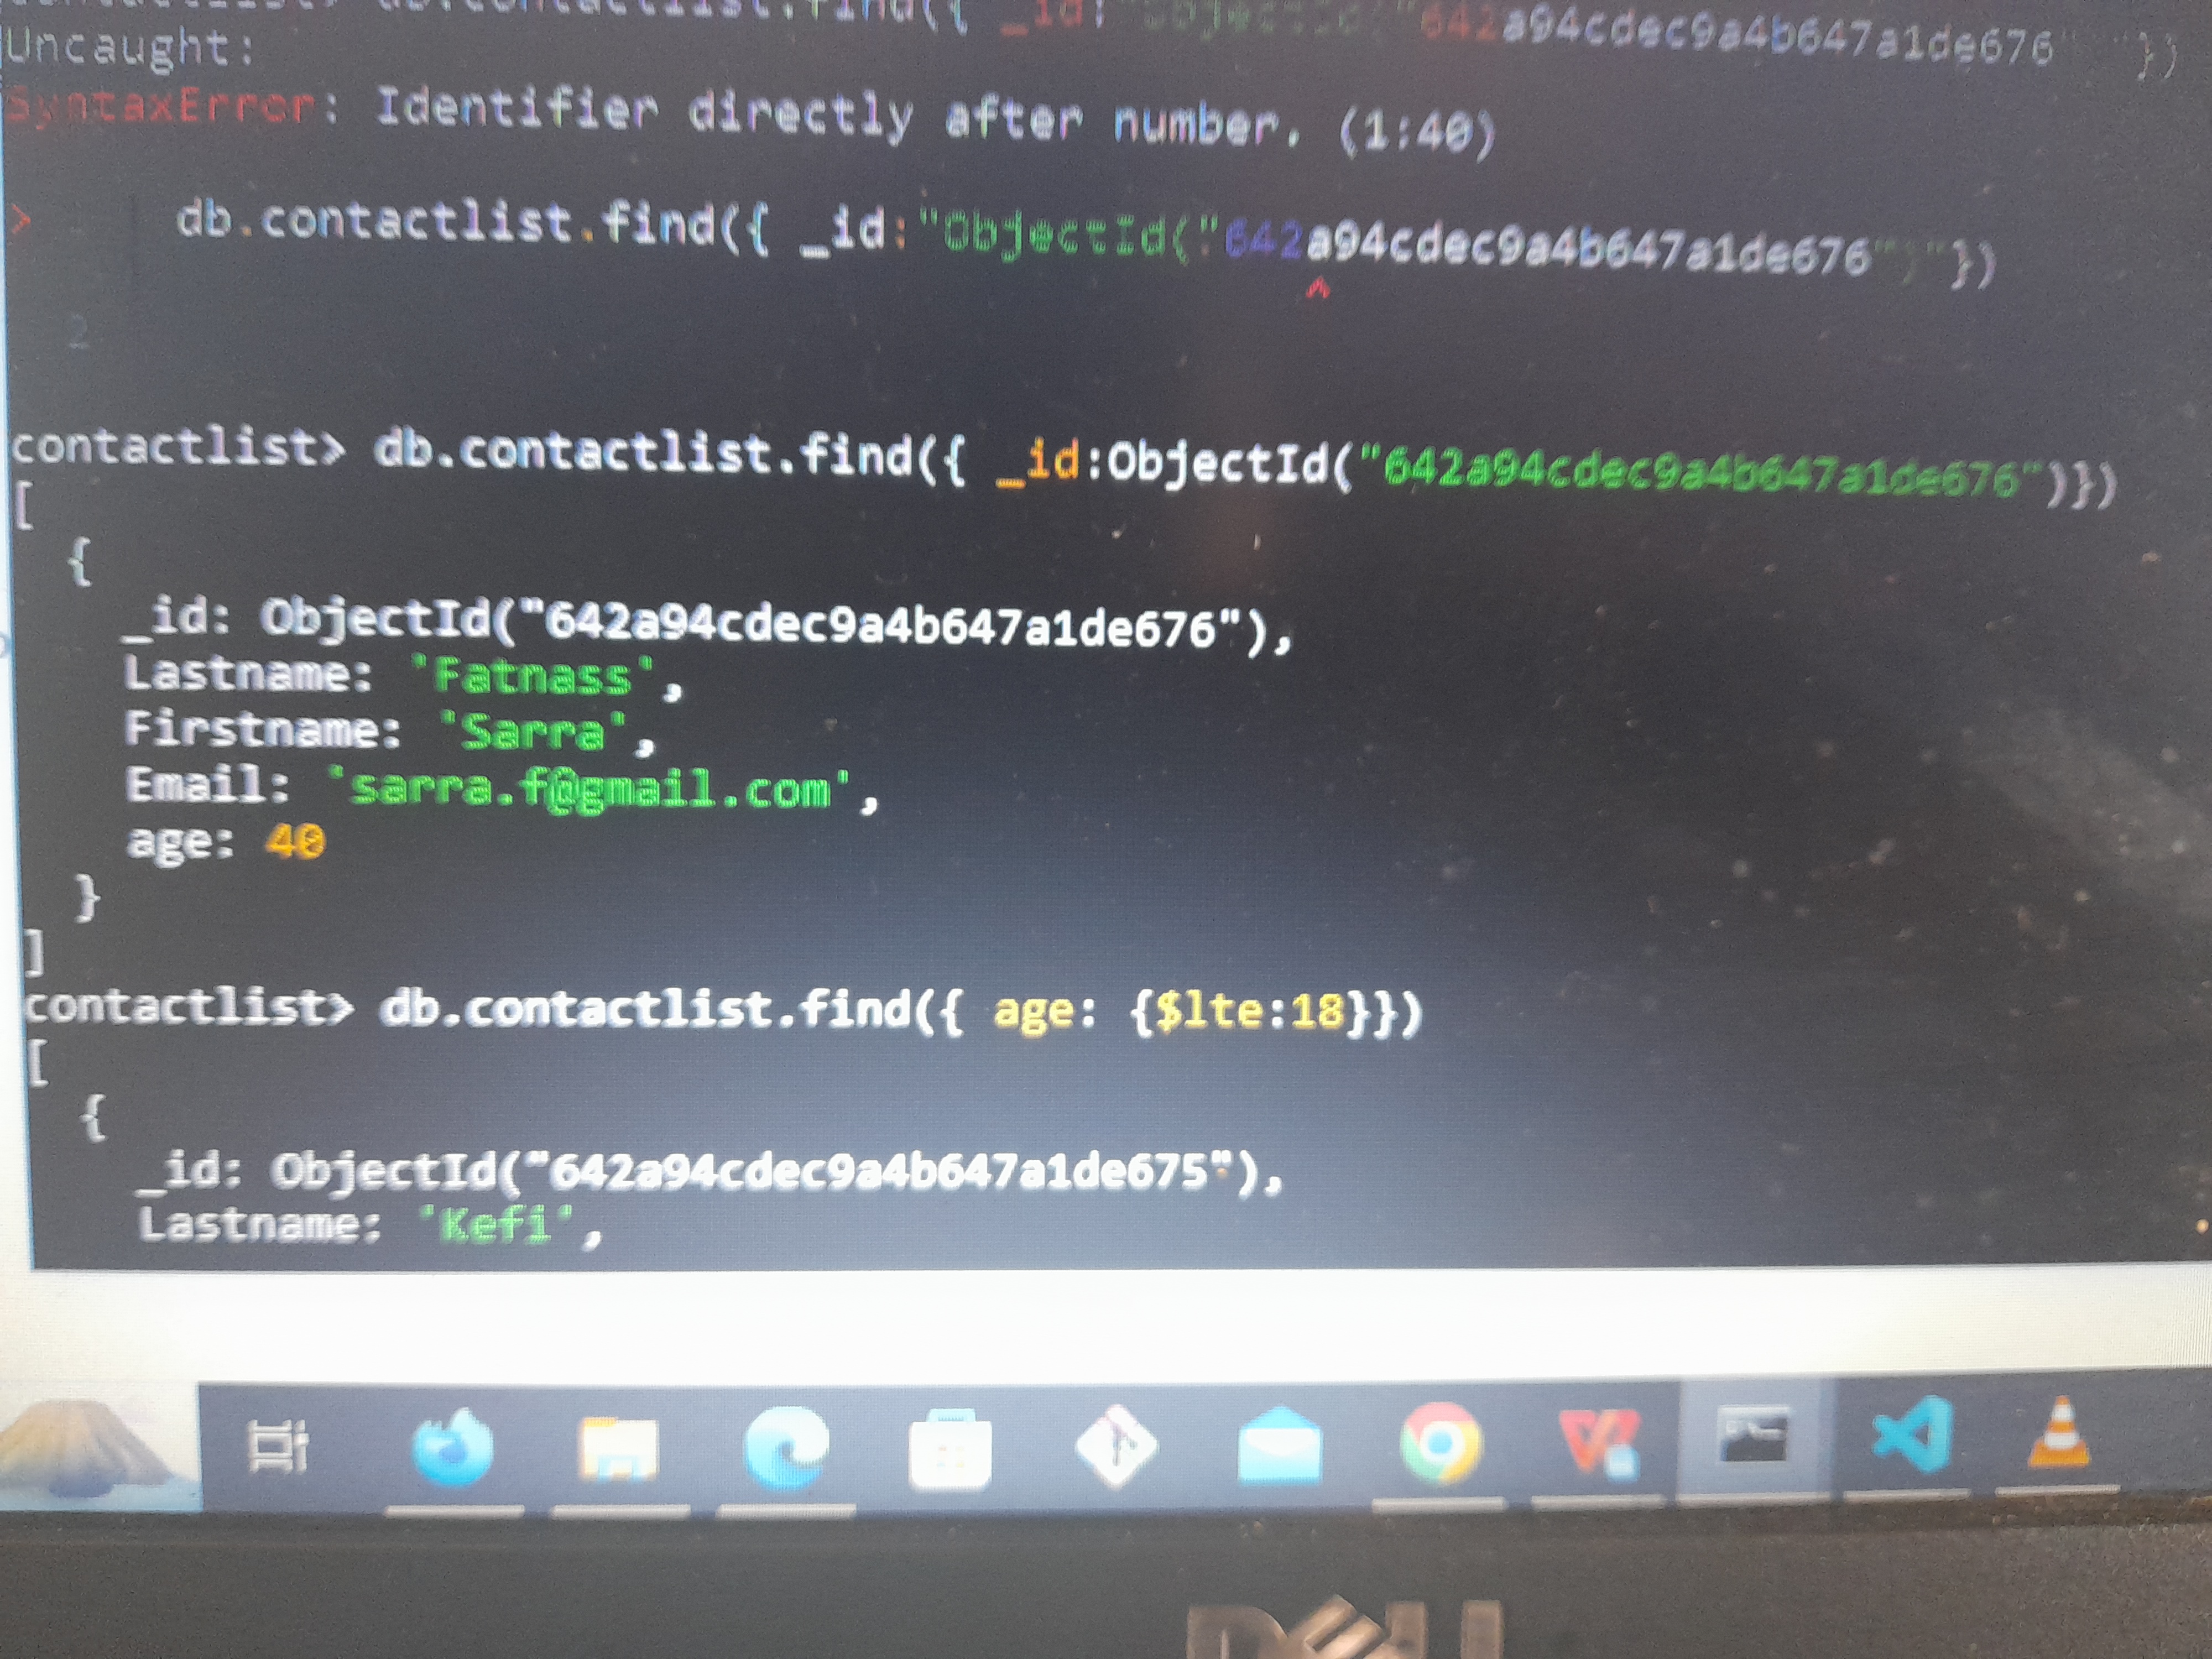 contactlist> db.contactlist.find({ _id:"ObjectId("642a94cdec9a4b647a1de676")"})
Uncaught:
SyntaxError: Identifier directly after number. (1:40)
> db.contactlist.find({ _id:"ObjectId("642a94cdec9a4b647a1de676")"})
^
2
contactlist> db.contactlist.find({ _id:ObjectId("642a94cdec9a4b647a1de676")})
[
{
_id: ObjectId("642a94cdec9a4b647a1de676"),
Lastname: 'Fatnass',
Firstname: 'Sarra',
Email: 'sarra.f@gmail.com',
age: 40
}
]
contactlist> db.contactlist.find({ age: {$lte:18}})
[
{
_id: ObjectId("642a94cdec9a4b647a1de675"),
Lastname: 'Kefi',
DELL